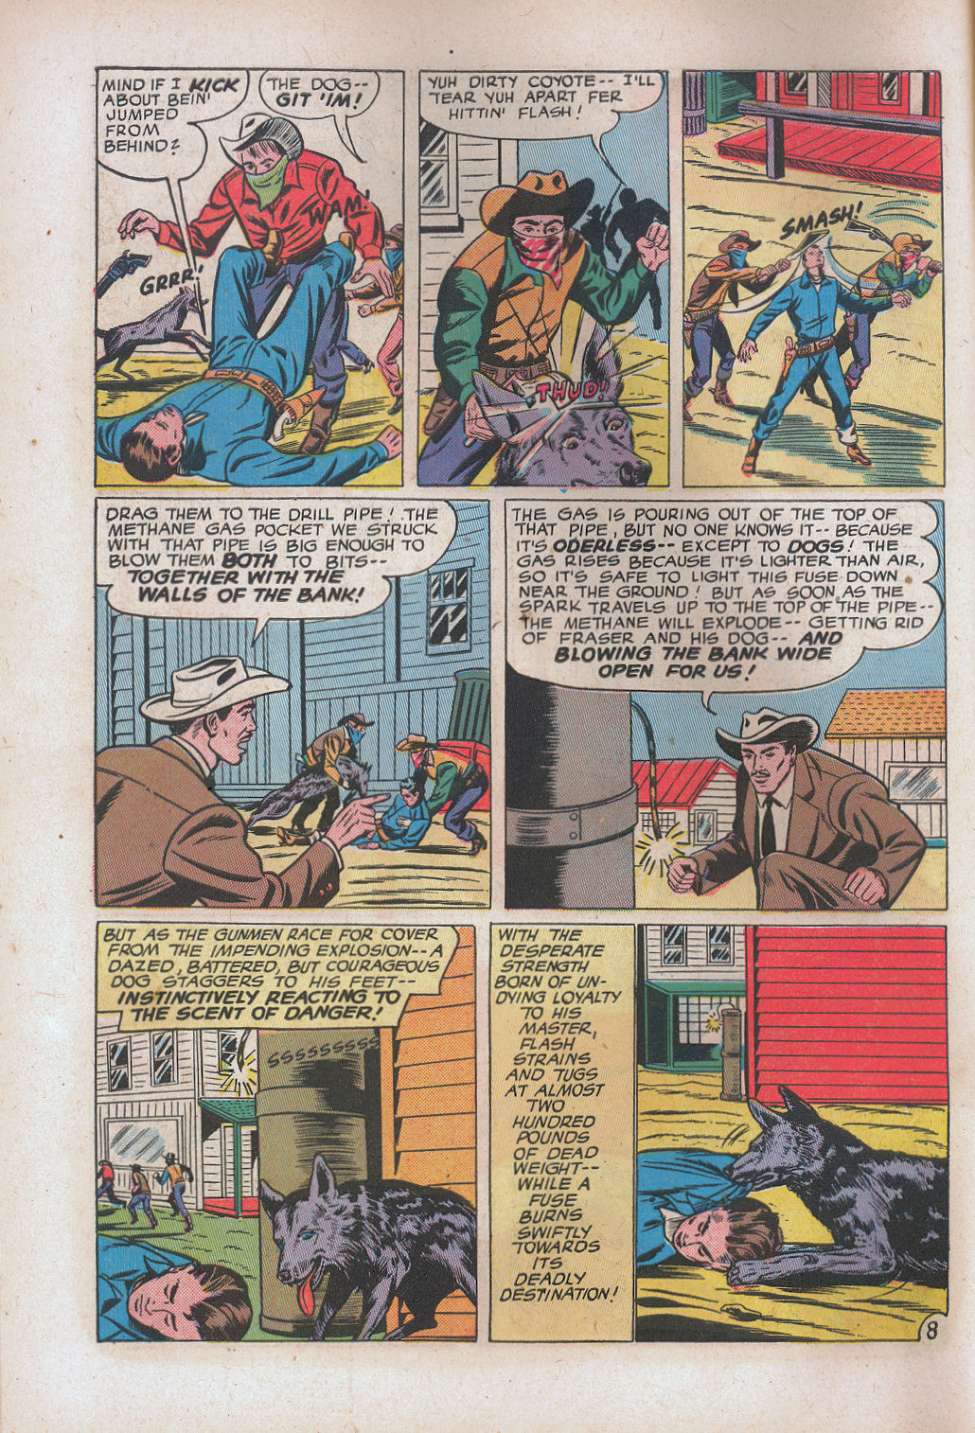 MIND IF I KICK
ABOUT BEIN'
JUMPED
FROM
BEHIND?
THE DOG--
GIT 'IM!
WAM!
GRRR!
YUH DIRTY COYOTE-- I'LL
TEAR YUH APART FER
HITTIN' FLASH!
THUD!
SMASH!
DRAG THEM TO THE DRILL PIPE! THE
METHANE GAS POCKET WE STRUCK
WITH THAT PIPE IS BIG ENOUGH TO
BLOW THEM BOTH TO BITS--
TOGETHER WITH THE
WALLS OF THE BANK!
THE GAS IS POURING OUT OF THE TOP OF
THAT PIPE, BUT NO ONE KNOWS IT-- BECAUSE
IT'S ODERLESS-- EXCEPT TO DOGS! THE
GAS RISES BECAUSE IT'S LIGHTER THAN AIR,
SO IT'S SAFE TO LIGHT THIS FUSE DOWN
NEAR THE GROUND! BUT AS SOON AS THE
SPARK TRAVELS UP TO THE TOP OF THE PIPE--
THE METHANE WILL EXPLODE-- GETTING RID
OF FRASER AND HIS DOG-- AND
BLOWING THE BANK WIDE
OPEN FOR US!
BUT AS THE GUNMEN RACE FOR COVER
FROM THE IMPENDING EXPLOSION-- A
DAZED, BATTERED, BUT COURAGEOUS
DOG STAGGERS TO HIS FEET--
INSTINCTIVELY REACTING TO
THE SCENT OF DANGER!
SSSSSSSSS
WITH THE
DESPERATE
STRENGTH
BORN OF UN-
DYING LOYALTY
TO HIS
MASTER,
FLASH
STRAINS
AND TUGS
AT ALMOST
TWO
HUNDRED
POUNDS
OF DEAD
WEIGHT--
WHILE A
FUSE
BURNS
SWIFTLY
TOWARDS
ITS
DEADLY
DESTINATION!
8